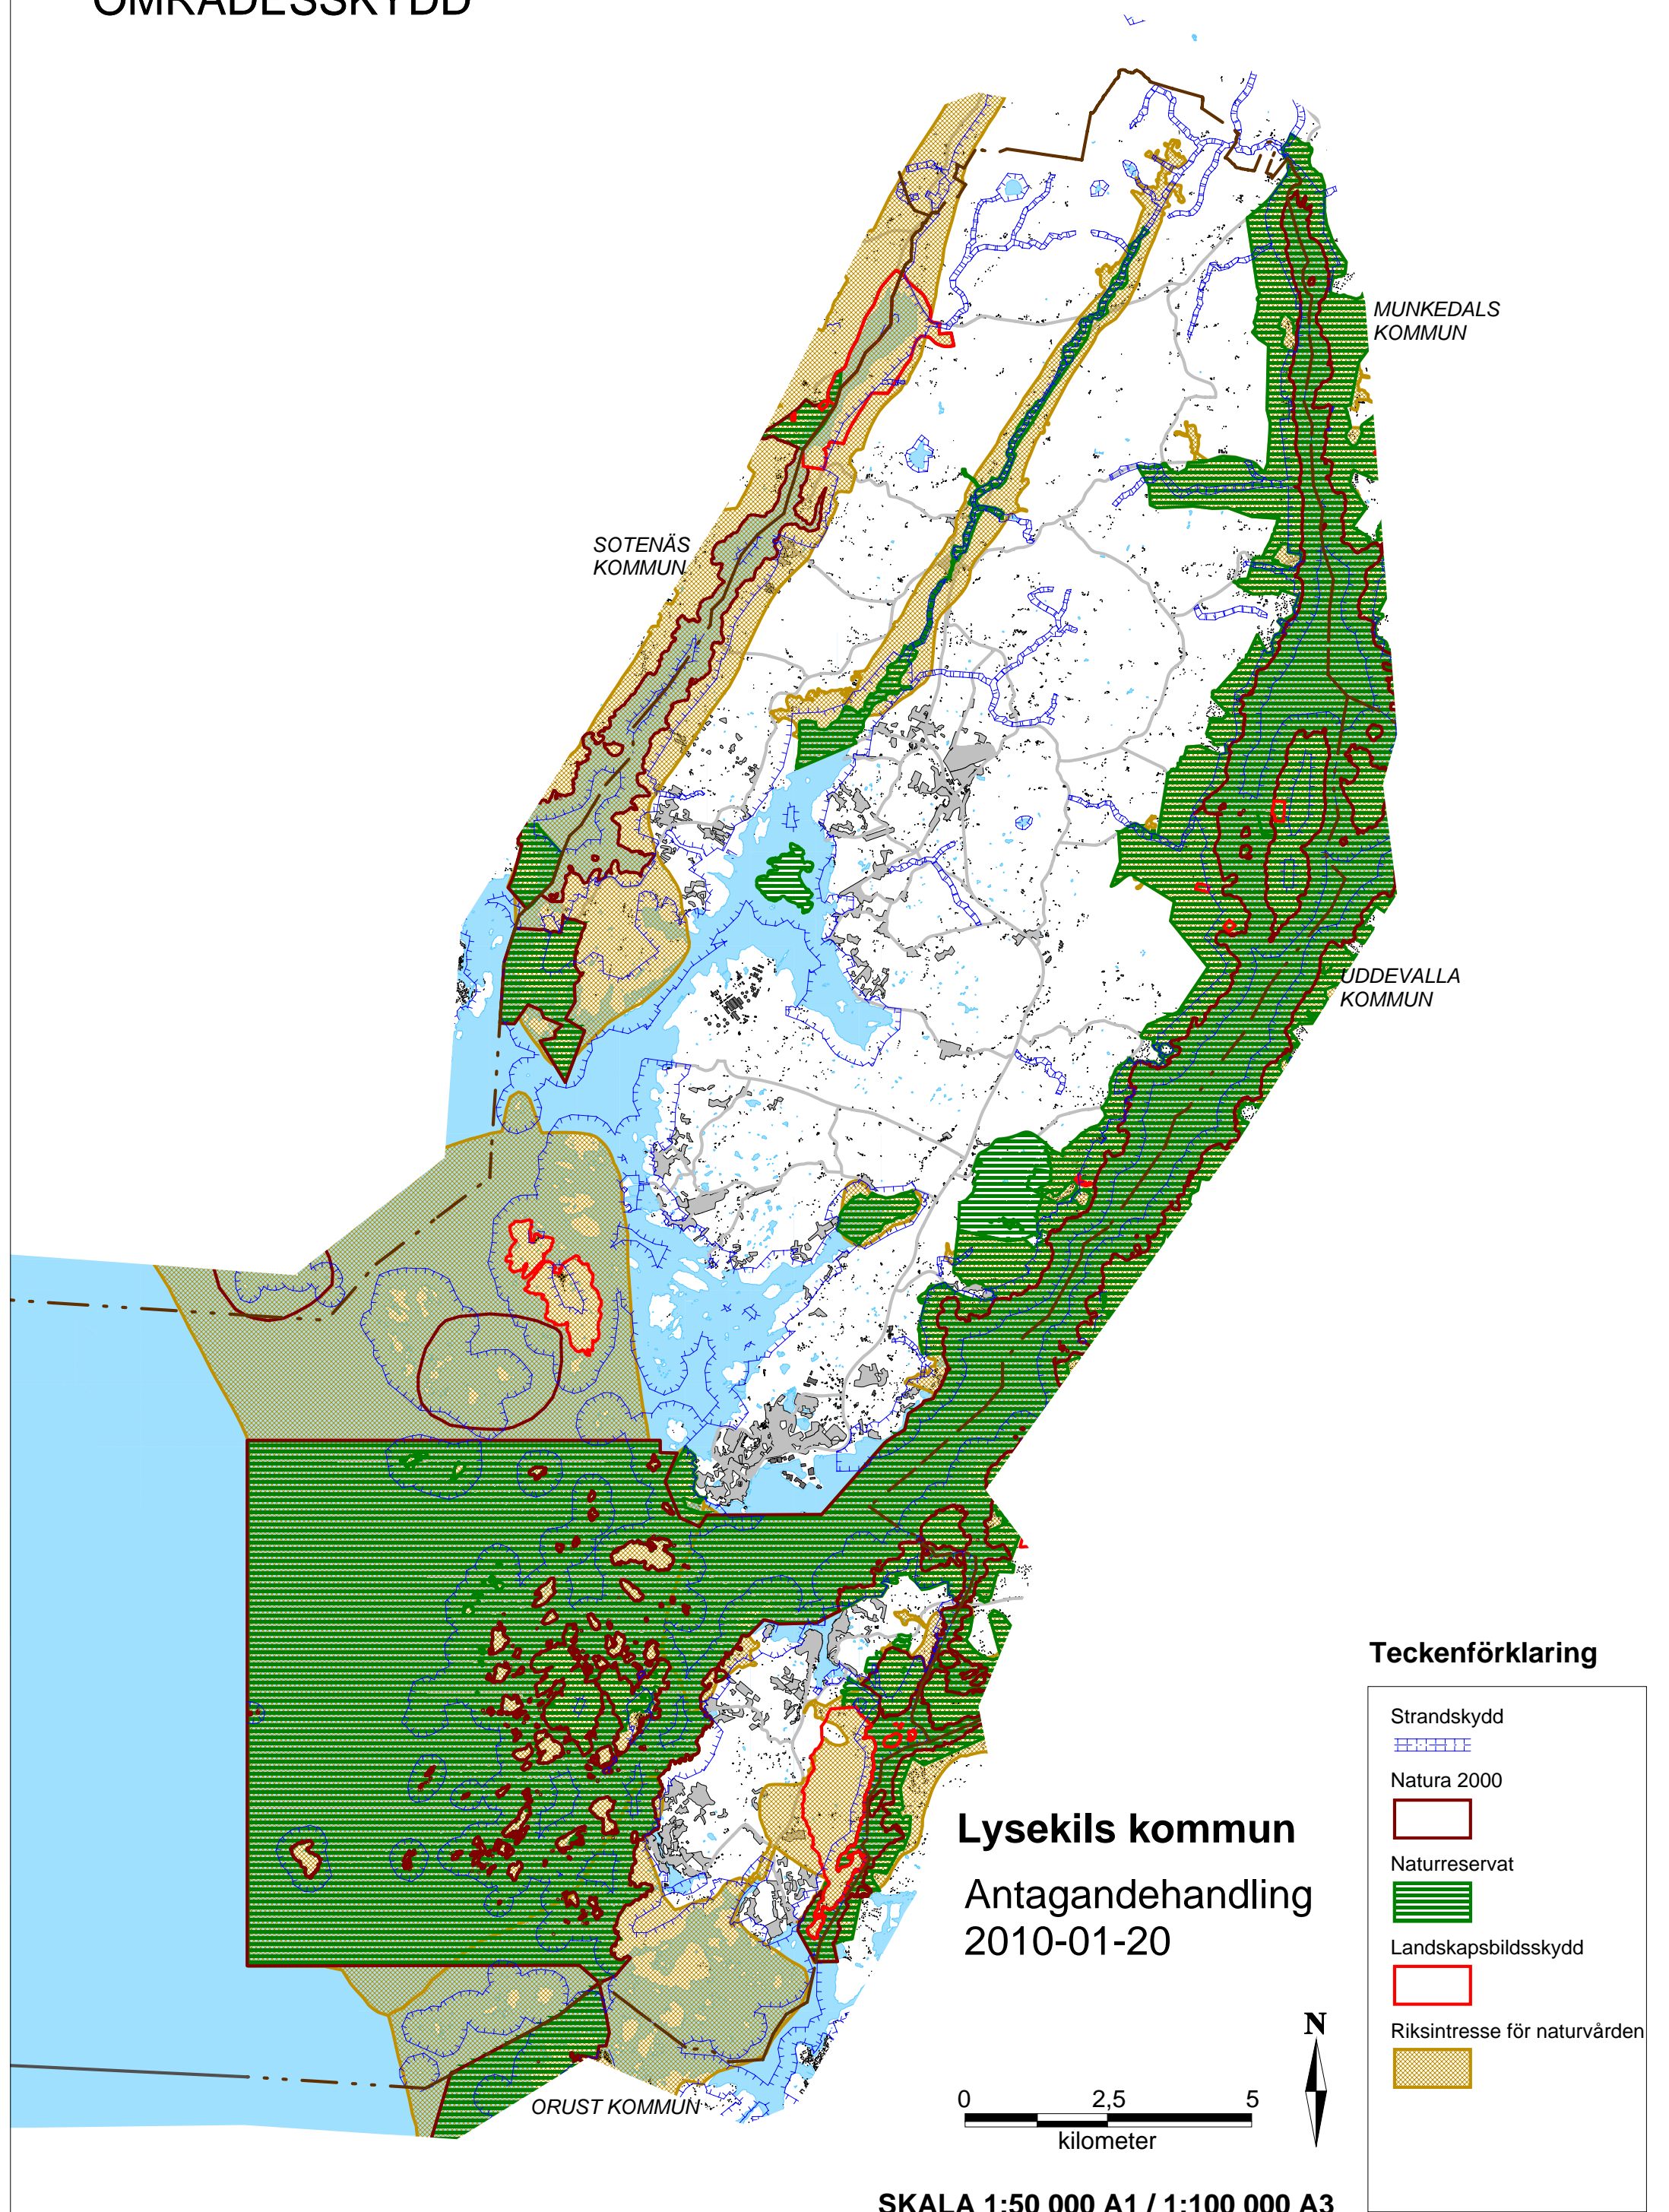 OMRÅDESSKYDD
MUNKEDALS
KOMMUN
SOTENÄS
KOMMUN
UDDEVALLA
KOMMUN
Teckenförklaring
Strandskydd
Natura 2000
Naturreservat
Landskapsbildsskydd
Riksintresse för naturvården
Lysekils kommun
Antagandehandling
2010-01-20
N
0 2,5 5
kilometer
ORUST KOMMUN
SKALA 1:50 000 A1 / 1:100 000 A3